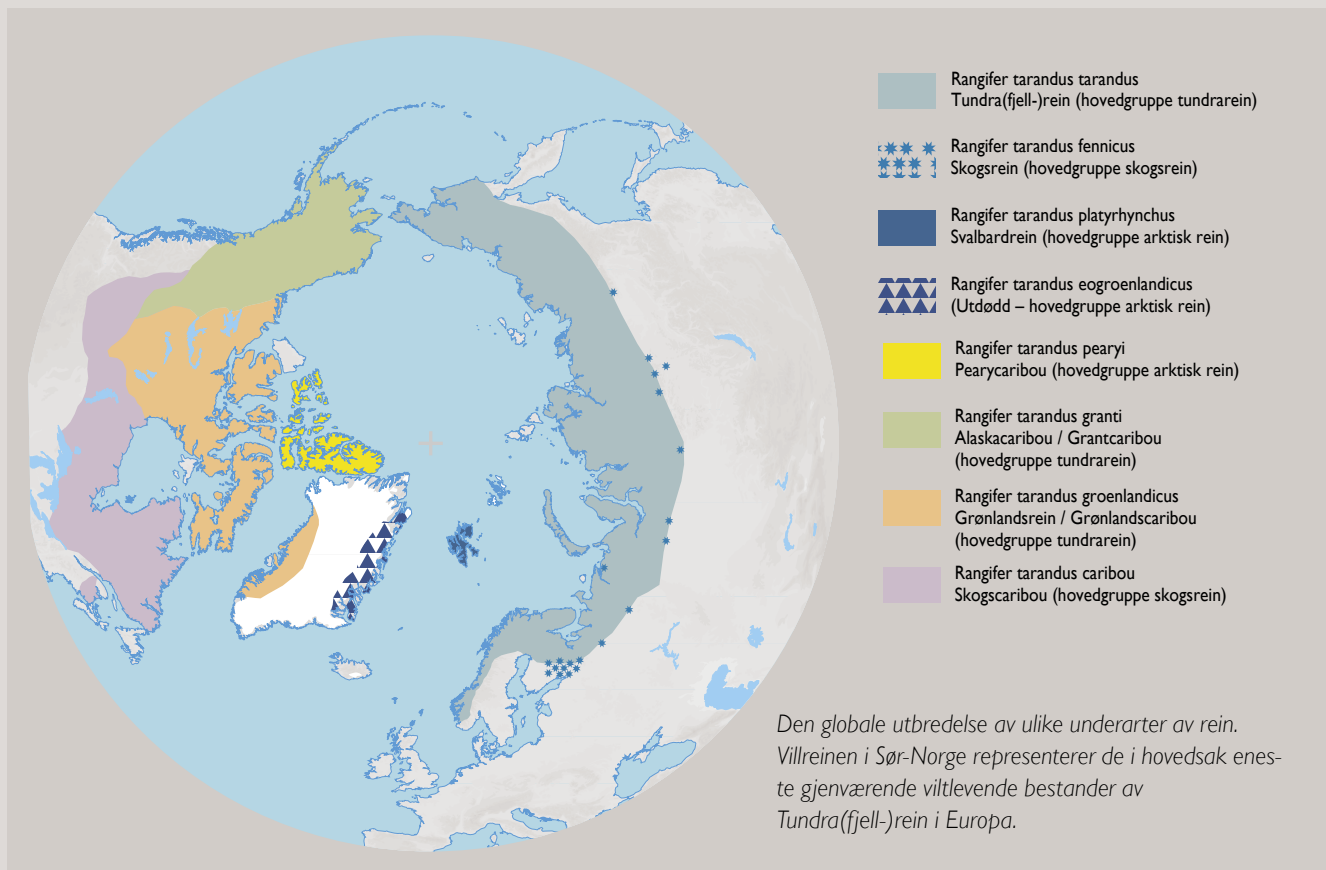 Rangifer tarandus tarandus
Tundra(fjell-)rein (hovedgruppe tundrarein)
Rangifer tarandus fennicus
Skogsrein (hovedgruppe skogsrein)
Rangifer tarandus platyrhynchus
Svalbardrein (hovedgruppe arktisk rein)
Rangifer tarandus eogroenlandicus
(Utdødd – hovedgruppe arktisk rein)
Rangifer tarandus pearyi
Pearycaribou (hovedgruppe arktisk rein)
Rangifer tarandus granti
Alaskacaribou / Grantcaribou
(hovedgruppe tundrarein)
Rangifer tarandus groenlandicus
Grønlandsrein / Grønlandscaribou
(hovedgruppe tundrarein)
Rangifer tarandus caribou
Skogscaribou (hovedgruppe skogsrein)
Den globale utbredelse av ulike underarter av rein.
Villreinen i Sør-Norge representerer de i hovedsak enes-
te gjenværende viltlevende bestander av
Tundra(fjell-)rein i Europa.